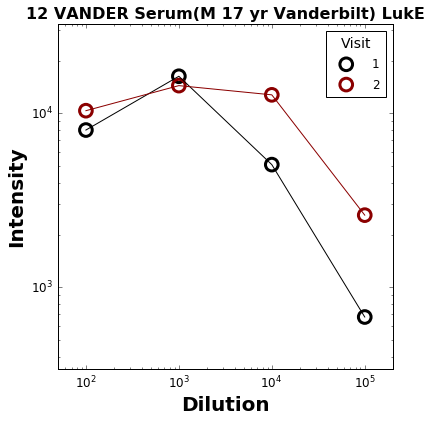 12 VANDER Serum(M 17 yr Vanderbilt) LukE
Visit
1
2
10^4
10^3
Intensity
10^2 10^3 10^4 10^5
Dilution